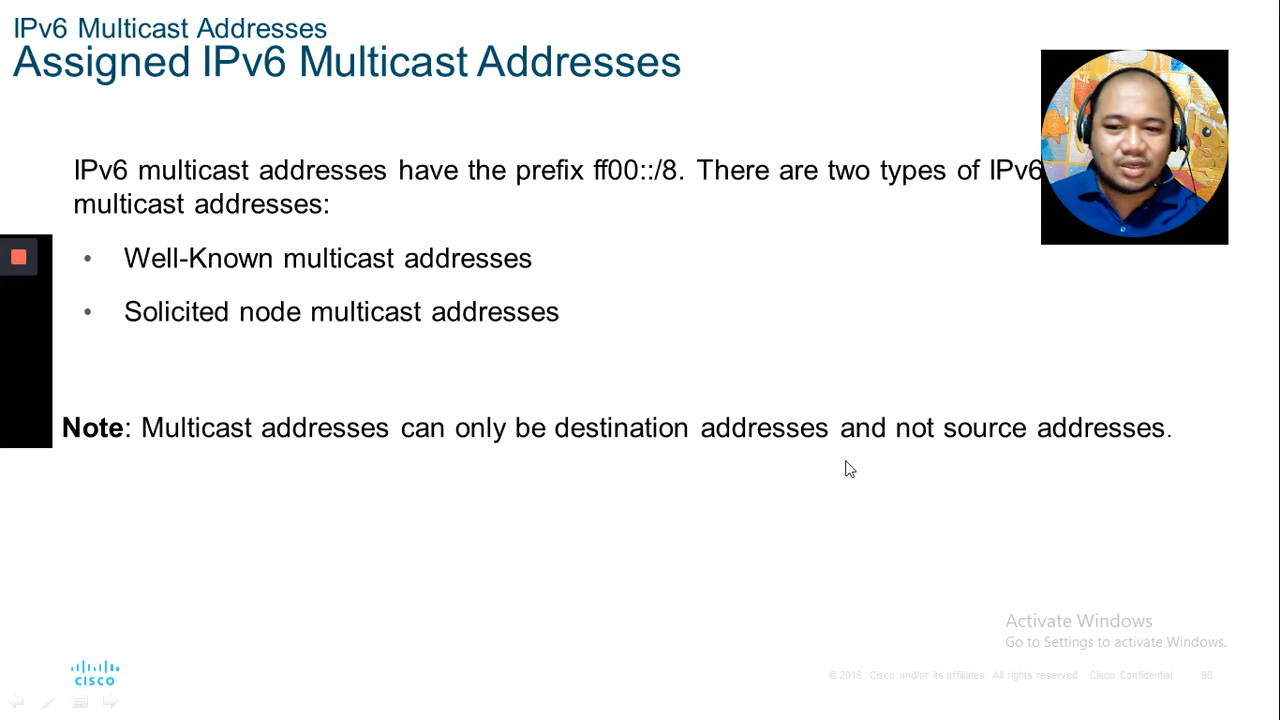 IPv6 Multicast Addresses
Assigned IPv6 Multicast Addresses
IPv6 multicast addresses have the prefix ff00::/8. There are two types of IPv6
multicast addresses:
• Well-Known multicast addresses
• Solicited node multicast addresses
Note: Multicast addresses can only be destination addresses and not source addresses.
Activate Windows
Go to Settings to activate Windows.
CISCO
© 2016 Cisco and/or its affiliates. All rights reserved. Cisco Confidential 98